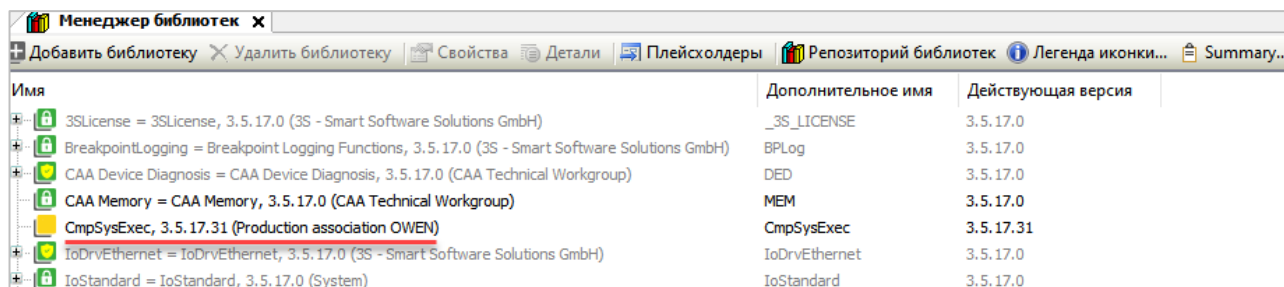 Менеджер библиотек X
Добавить библиотеку Удалить библиотеку Свойства Детали Плейсхолдеры Репозиторий библиотек Легенда иконки... Summary..
Имя Дополнительное имя Действующая версия
3SLicense = 3SLicense, 3.5.17.0 (3S - Smart Software Solutions GmbH) _3S_LICENSE 3.5.17.0
BreakpointLogging = Breakpoint Logging Functions, 3.5.17.0 (3S - Smart Software Solutions GmbH) BPLog 3.5.17.0
CAA Device Diagnosis = CAA Device Diagnosis, 3.5.17.0 (CAA Technical Workgroup) DED 3.5.17.0
CAA Memory = CAA Memory, 3.5.17.0 (CAA Technical Workgroup) MEM 3.5.17.0
CmpSysExec, 3.5.17.31 (Production association OWEN) CmpSysExec 3.5.17.31
IoDrvEthernet = IoDrvEthernet, 3.5.17.0 (3S - Smart Software Solutions GmbH) IoDrvEthernet 3.5.17.0
IoStandard = IoStandard, 3.5.17.0 (System) IoStandard 3.5.17.0